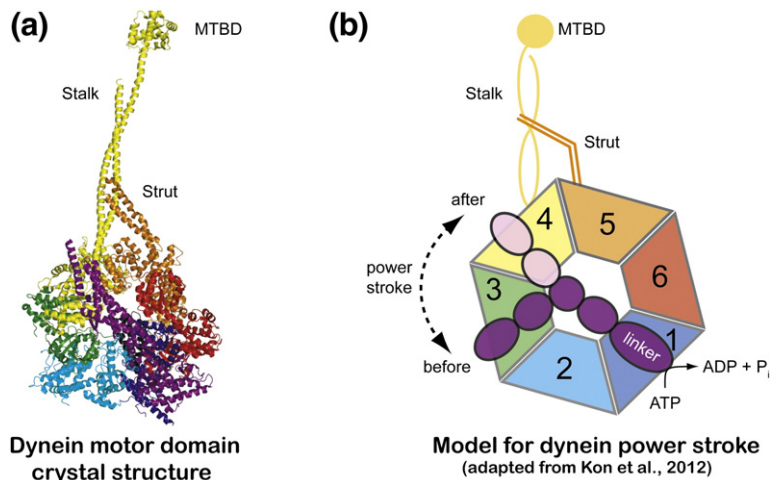 (a)
MTBD
Stalk
Strut
Dynein motor domain
crystal structure
(b)
MTBD
Stalk
Strut
after
power
stroke
before
4
5
3
6
2
1
linker
ADP + Pi
ATP
Model for dynein power stroke
(adapted from Kon et al., 2012)